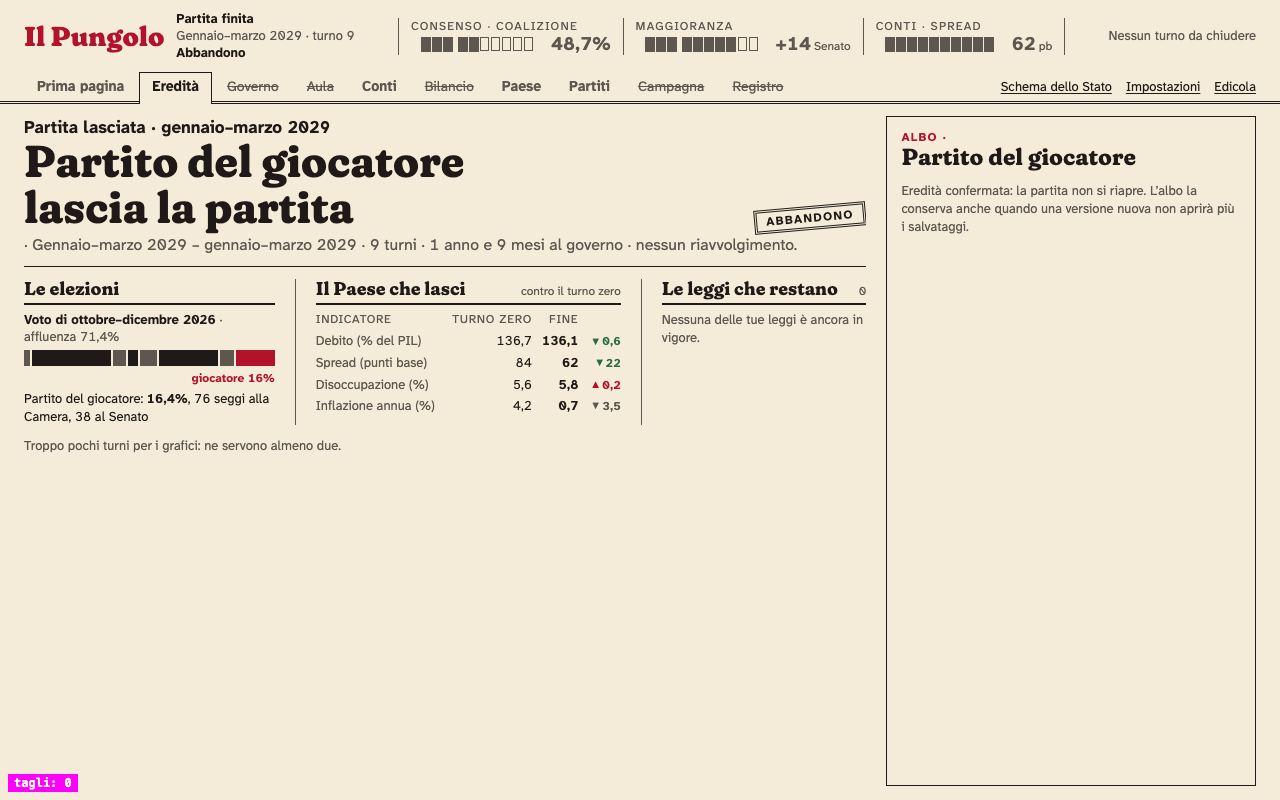 Il Pungolo
Partita finita
Gennaio–marzo 2029 · turno 9
Abbandono
CONSENSO · COALIZIONE
48,7%
MAGGIORANZA
+14 Senato
CONTI · SPREAD
62 pb
Nessun turno da chiudere
Prima pagina Eredità Governo Aula Conti Bilancio Paese Partiti Campagna Registro
Schema dello Stato Impostazioni Edicola
Partita lasciata · gennaio–marzo 2029
Partito del giocatore
lascia la partita
ABBANDONO
· Gennaio–marzo 2029 – gennaio–marzo 2029 · 9 turni · 1 anno e 9 mesi al governo · nessun riavvolgimento.
Le elezioni
Voto di ottobre–dicembre 2026 ·
affluenza 71,4%
giocatore 16%
Partito del giocatore: 16,4%, 76 seggi alla
Camera, 38 al Senato
Il Paese che lasci contro il turno zero
INDICATORE TURNO ZERO FINE
Debito (% del PIL) 136,7 136,1 ▼ 0,6
Spread (punti base) 84 62 ▼ 22
Disoccupazione (%) 5,6 5,8 ▲ 0,2
Inflazione annua (%) 4,2 0,7 ▼ 3,5
Le leggi che restano 0
Nessuna delle tue leggi è ancora in
vigore.
Troppo pochi turni per i grafici: ne servono almeno due.
ALBO ·
Partito del giocatore
Eredità confermata: la partita non si riapre. L'albo la
conserva anche quando una versione nuova non aprirà più
i salvataggi.
tagli: 0